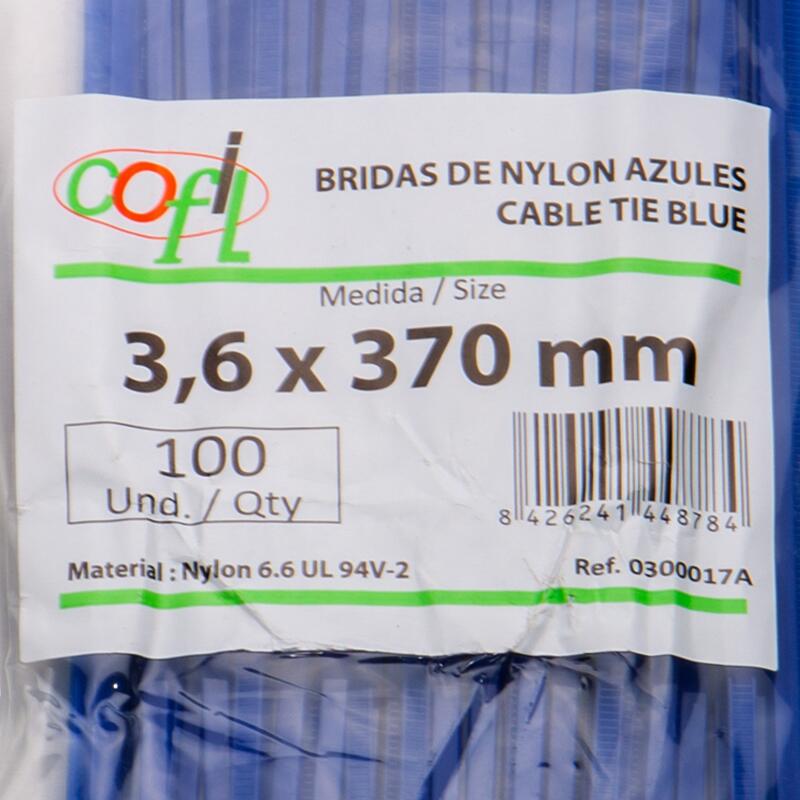 cofil
BRIDAS DE NYLON AZULES
CABLE TIE BLUE
Medida / Size
3,6 x 370 mm
100
Und. / Qty
8 426241 448784
Material : Nylon 6.6 UL 94V-2
Ref. 0300017A